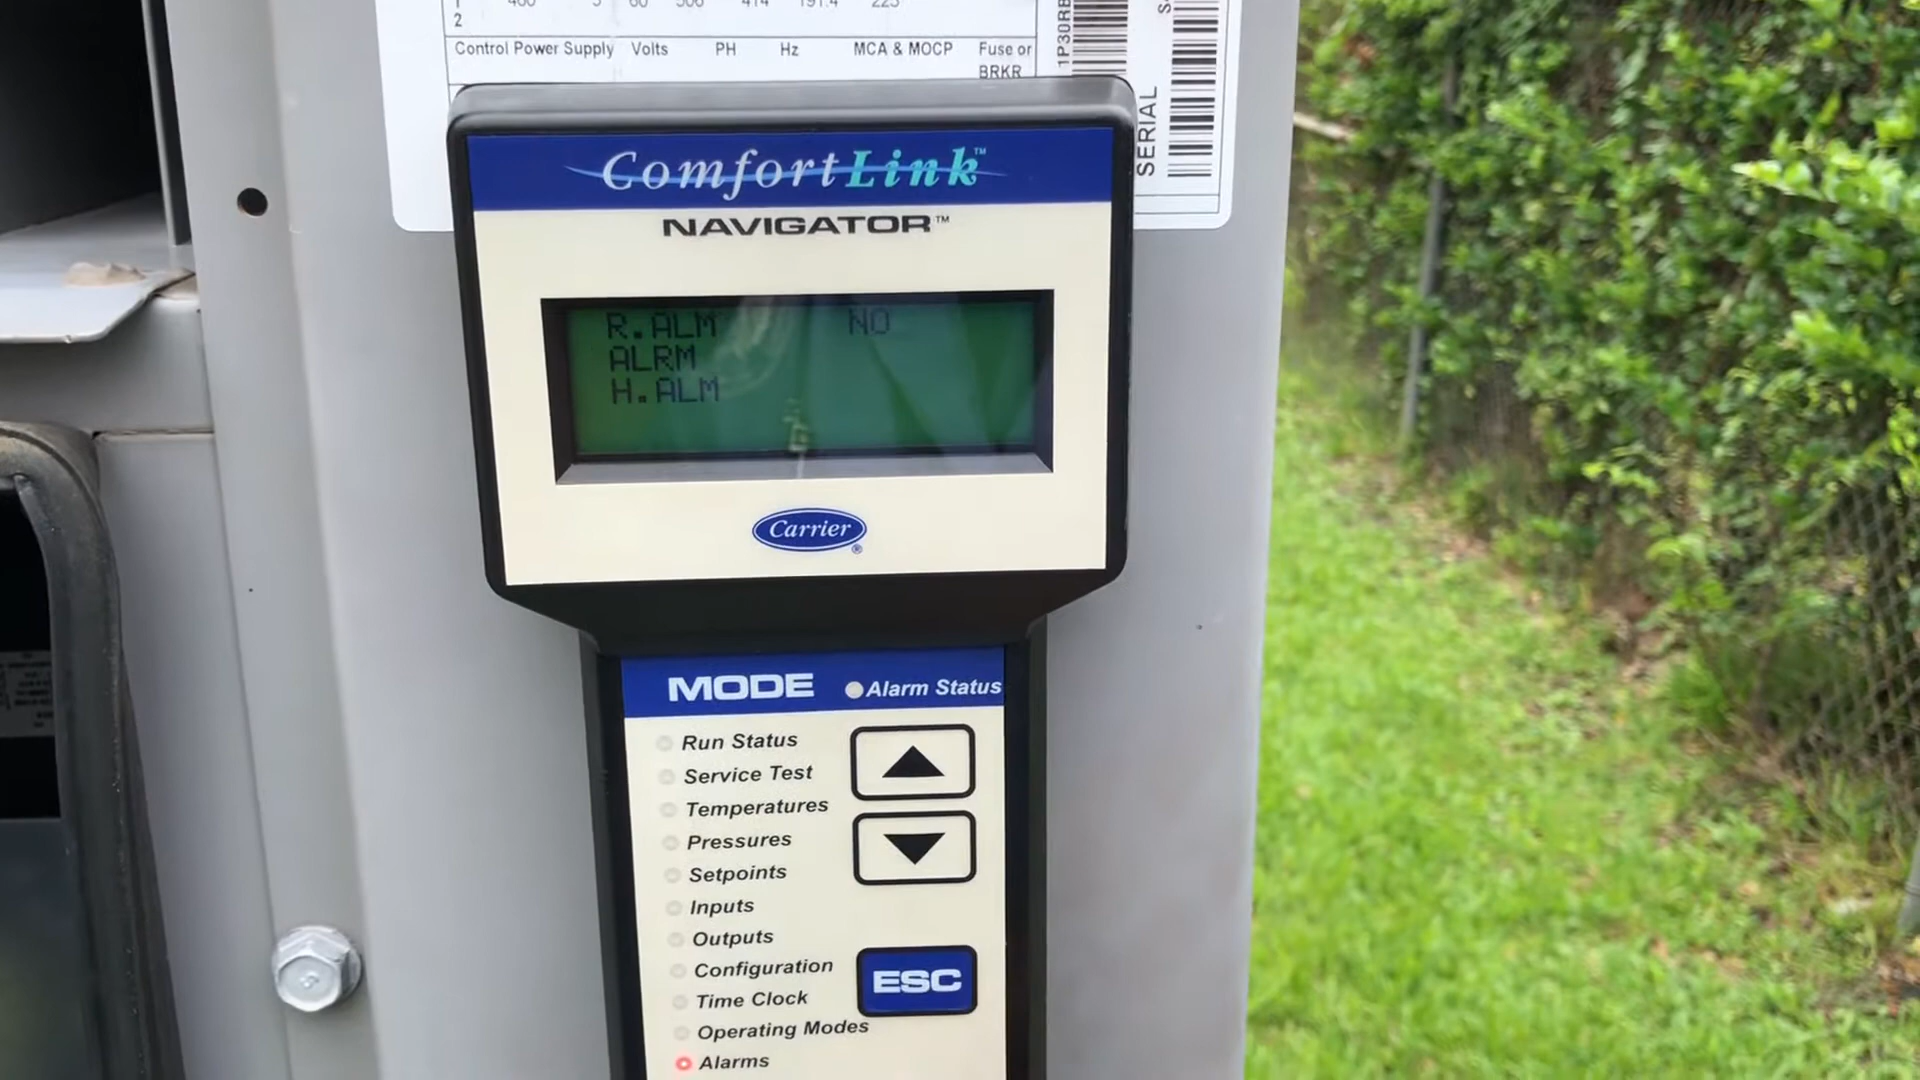 2
Control Power Supply Volts PH Hz MCA & MOCP Fuse or
BRKR
SERIAL
ComfortLink™
NAVIGATOR™
R.ALM NO
ALRM
H.ALM
Carrier®
MODE Alarm Status
Run Status
Service Test
Temperatures
Pressures
Setpoints
Inputs
Outputs
Configuration
ESC
Time Clock
Operating Modes
Alarms